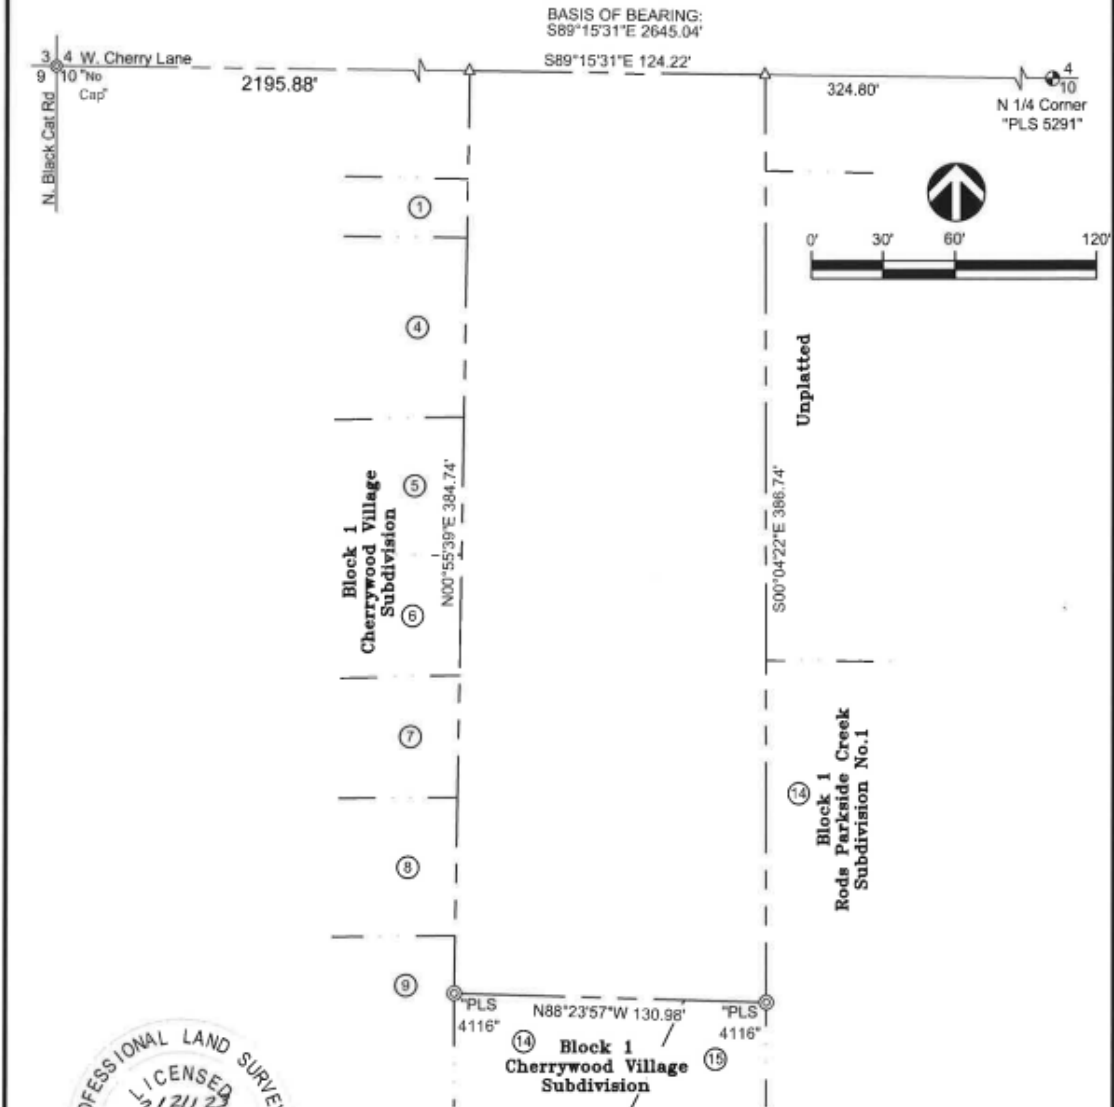 BASIS OF BEARING:
S89°15'31"E 2645.04'
3 4 W. Cherry Lane
9 10 "No
Cap"
N. Black Cat Rd
2195.88'
S89°15'31"E 124.22'
324.80'
4
10
N 1/4 Corner
"PLS 5291"
0' 30' 60' 120'
1
4
5
6
7
8
9
Block 1
Cherrywood Village
Subdivision
N00°55'39"E 384.74'
S00°04'22"E 386.74'
Unplatted
14
Block 1
Rods Parkside Creek
Subdivision No.1
"PLS
4116"
N88°23'57"W 130.98'
"PLS
4116"
14
Block 1
Cherrywood Village
Subdivision
15
LAND
LICENSED